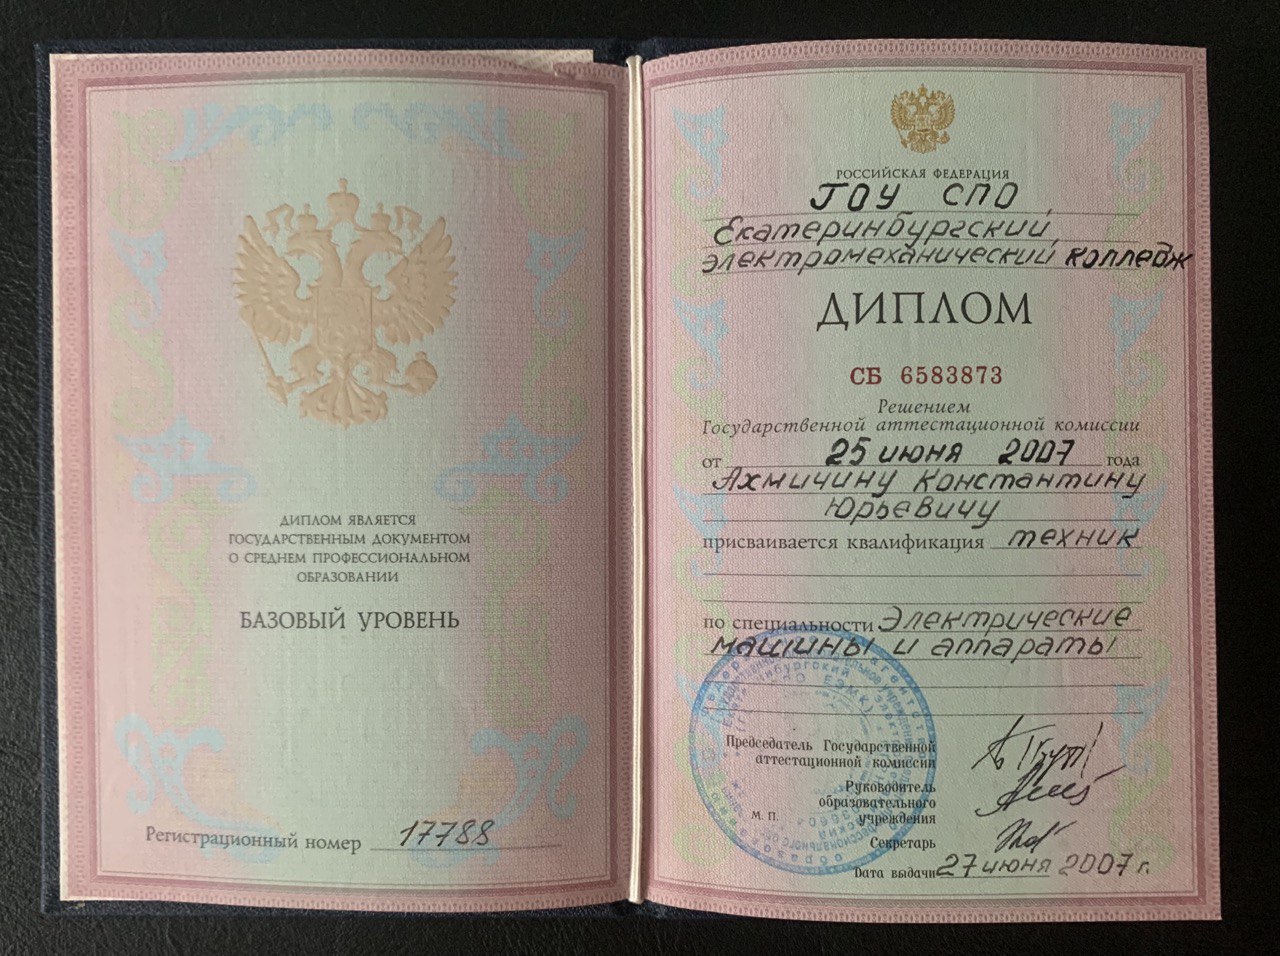 ДИПЛОМ ЯВЛЯЕТСЯ
ГОСУДАРСТВЕННЫМ ДОКУМЕНТОМ
О СРЕДНЕМ ПРОФЕССИОНАЛЬНОМ
ОБРАЗОВАНИИ
БАЗОВЫЙ УРОВЕНЬ
Регистрационный номер 17788
РОССИЙСКАЯ ФЕДЕРАЦИЯ
ГОУ СПО
Екатеринбургский
электромеханический колледж
ДИПЛОМ
СБ 6583873
Решением
Государственной аттестационной комиссии
от 25 июня 2007 года
Ахмичину Константину
Юрьевичу
присваивается квалификация техник
по специальности Электрические
машины и аппараты
Председатель Государственной
аттестационной комиссии
Руководитель
образовательного
М. П. учреждения
Секретарь
Дата выдачи 27 июня 2007 г.